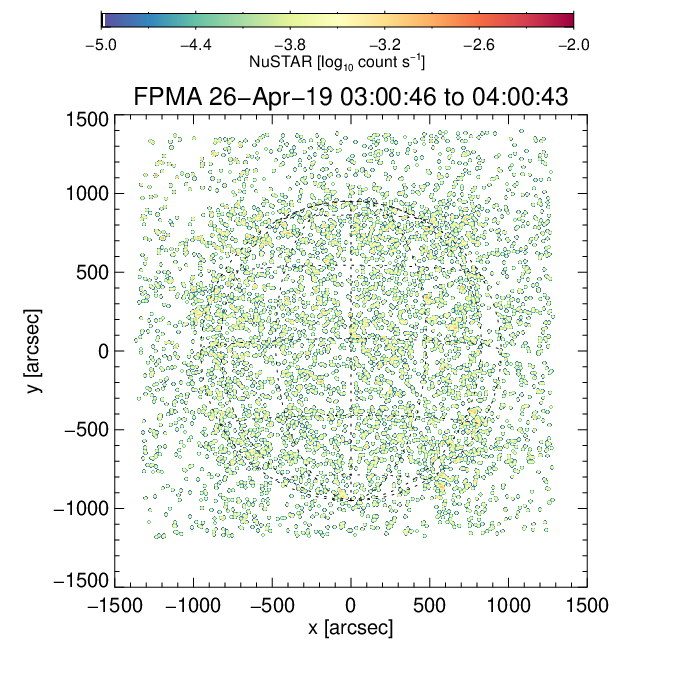 −5.0 −4.4 −3.8 −3.2 −2.6 −2.0
NuSTAR [log₁₀ count s⁻¹]
FPMA 26−Apr−19 03:00:46 to 04:00:43
1500
1000
500
0
−500
−1000
−1500
y [arcsec]
−1500 −1000 −500 0 500 1000 1500
x [arcsec]